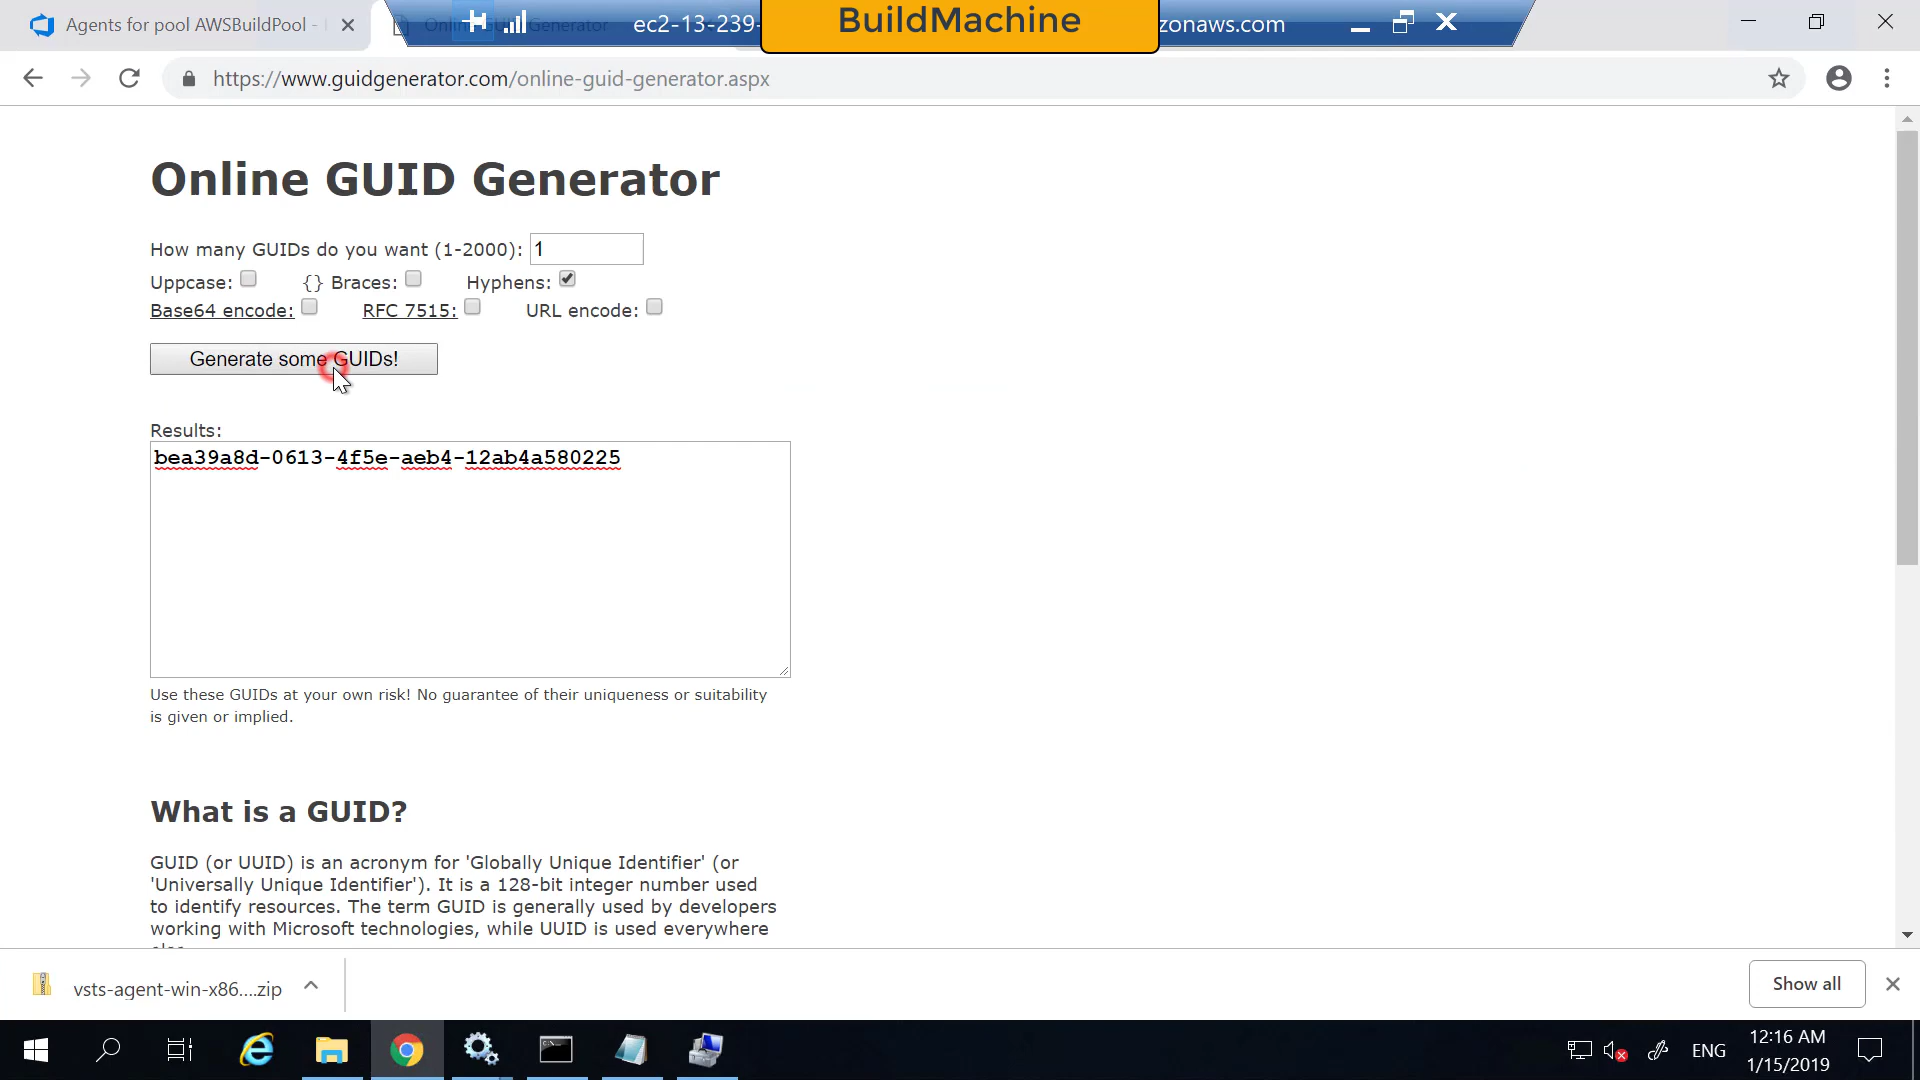 Agents for pool AWSBuildPool -
Online GUID Generator
ec2-13-239-
BuildMachine
zonaws.com
https://www.guidgenerator.com/online-guid-generator.aspx
Online GUID Generator
How many GUIDs do you want (1-2000): 1
Uppcase: {} Braces: Hyphens:
Base64 encode: RFC 7515: URL encode:
Generate some GUIDs!
Results:
bea39a8d-0613-4f5e-aeb4-12ab4a580225
Use these GUIDs at your own risk! No guarantee of their uniqueness or suitability
is given or implied.
What is a GUID?
GUID (or UUID) is an acronym for 'Globally Unique Identifier' (or
'Universally Unique Identifier'). It is a 128-bit integer number used
to identify resources. The term GUID is generally used by developers
working with Microsoft technologies, while UUID is used everywhere
vsts-agent-win-x86....zip
Show all
ENG
12:16 AM
1/15/2019